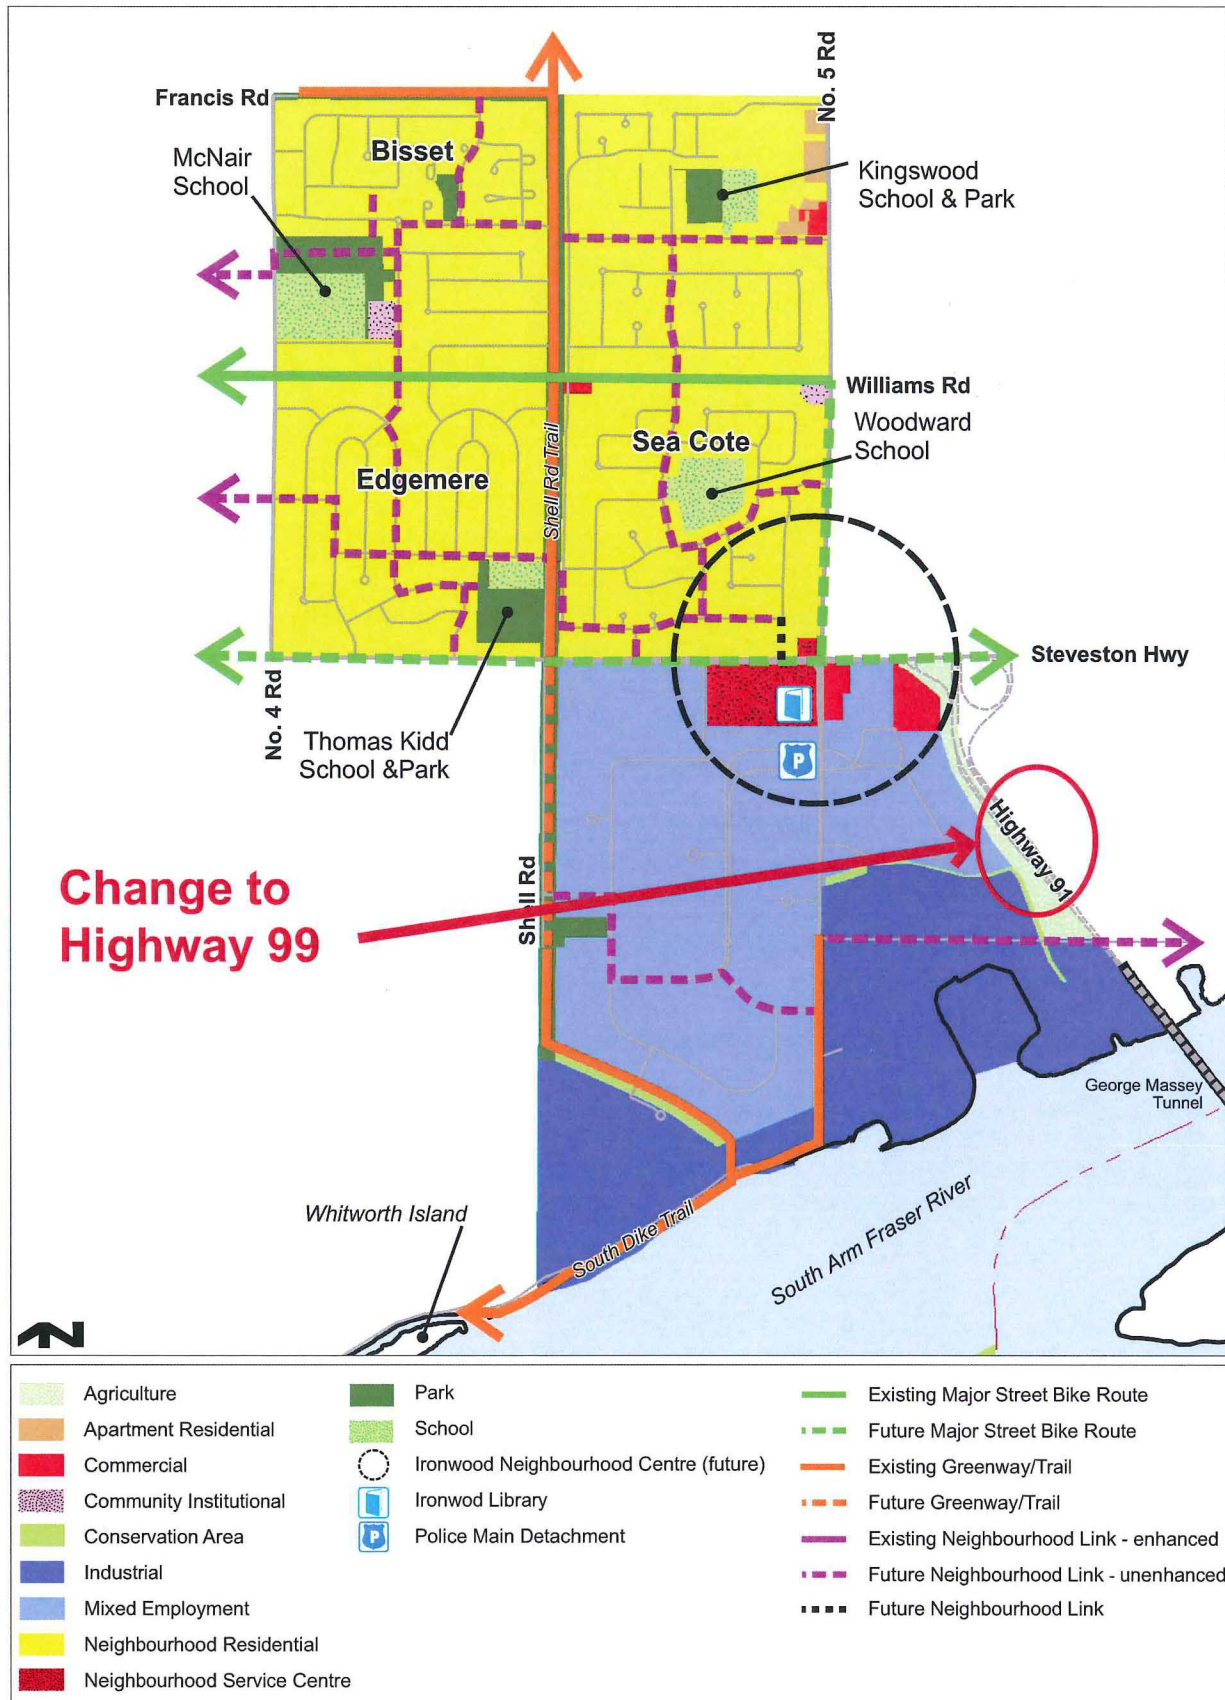 No. 5 Rd
Francis Rd
Bisset
McNair
School
Kingswood
School & Park
Williams Rd
Woodward
School
Sea Cote
Shell Rd Trail
Edgemere
Steveston Hwy
No. 4 Rd
Thomas Kidd
School &Park
P
Highway 91
Change to
Highway 99
Shell Rd
George Massey
Tunnel
Whitworth Island
South Dike Trail
South Arm Fraser River
N
Agriculture
Apartment Residential
Commercial
Community Institutional
Conservation Area
Industrial
Mixed Employment
Neighbourhood Residential
Neighbourhood Service Centre
Park
School
Ironwood Neighbourhood Centre (future)
Ironwod Library
P
Police Main Detachment
Existing Major Street Bike Route
Future Major Street Bike Route
Existing Greenway/Trail
Future Greenway/Trail
Existing Neighbourhood Link - enhanced
Future Neighbourhood Link - unenhanced
Future Neighbourhood Link